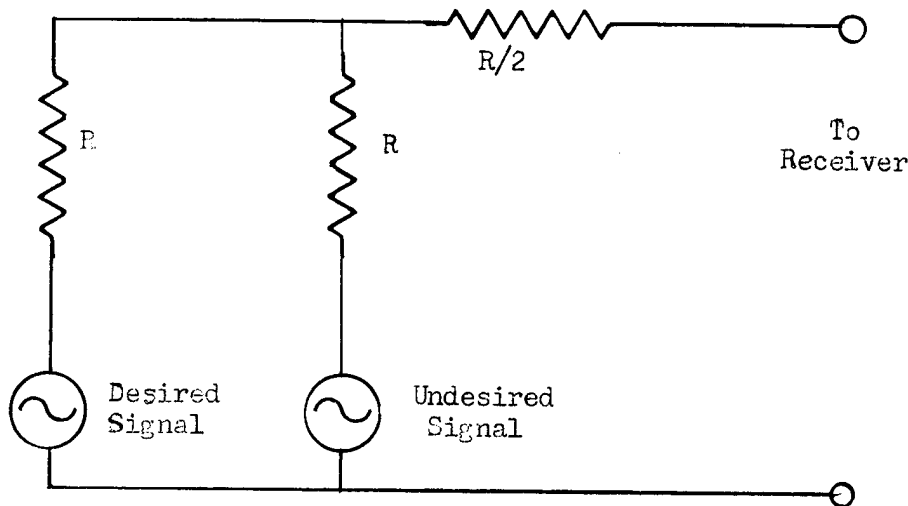 R/2
R
R
To
Receiver
Desired
Signal
Undesired
Signal